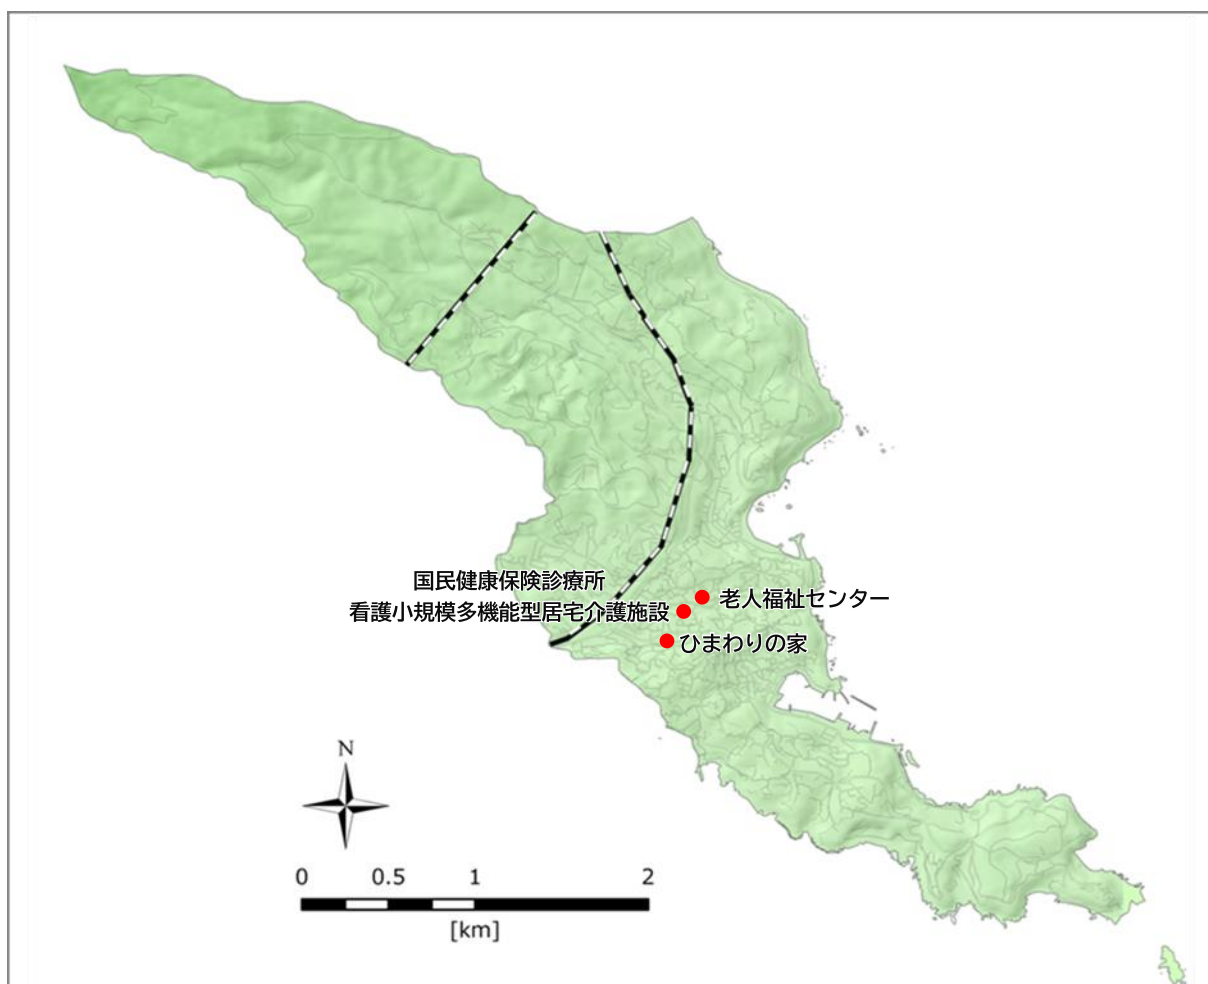 国民健康保険診療所
看護小規模多機能型居宅介護施設
老人福祉センター
ひまわりの家
N
0 0.5 1 2
[km]